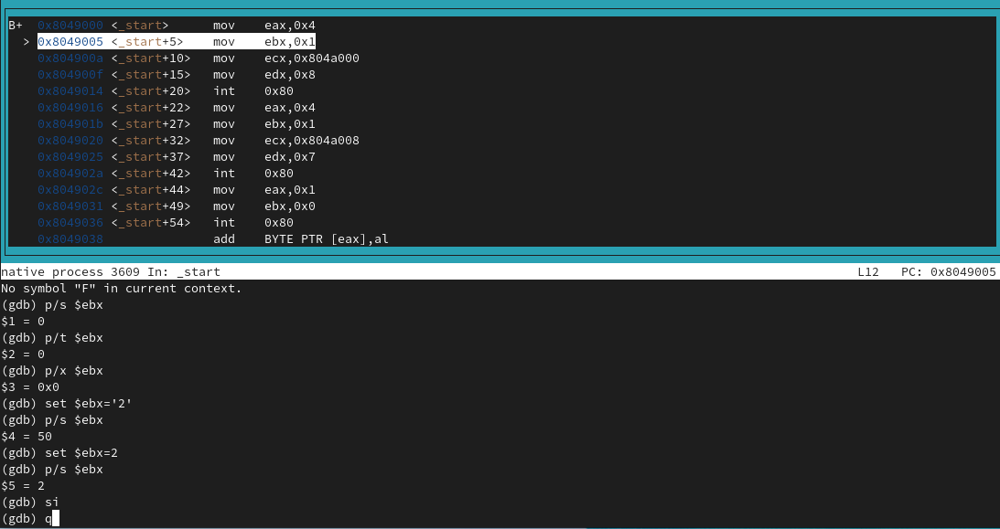 B+ 0x8049000 <_start> mov eax,0x4
> 0x8049005 <_start+5> mov ebx,0x1
0x804900a <_start+10> mov ecx,0x804a000
0x804900f <_start+15> mov edx,0x8
0x8049014 <_start+20> int 0x80
0x8049016 <_start+22> mov eax,0x4
0x804901b <_start+27> mov ebx,0x1
0x8049020 <_start+32> mov ecx,0x804a008
0x8049025 <_start+37> mov edx,0x7
0x804902a <_start+42> int 0x80
0x804902c <_start+44> mov eax,0x1
0x8049031 <_start+49> mov ebx,0x0
0x8049036 <_start+54> int 0x80
0x8049038 add BYTE PTR [eax],al
native process 3609 In: _start L12 PC: 0x8049005
No symbol "F" in current context.
(gdb) p/s $ebx
$1 = 0
(gdb) p/t $ebx
$2 = 0
(gdb) p/x $ebx
$3 = 0x0
(gdb) set $ebx='2'
(gdb) p/s $ebx
$4 = 50
(gdb) set $ebx=2
(gdb) p/s $ebx
$5 = 2
(gdb) si
(gdb) q